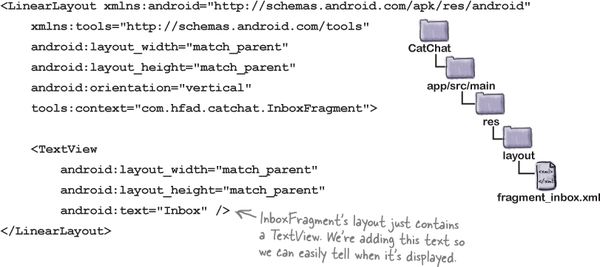 <LinearLayout xmlns:android="http://schemas.android.com/apk/res/android"
xmlns:tools="http://schemas.android.com/tools"
android:layout_width="match_parent"
android:layout_height="match_parent"
android:orientation="vertical"
tools:context="com.hfad.catchat.InboxFragment">
<TextView
android:layout_width="match_parent"
android:layout_height="match_parent"
android:text="Inbox" />
</LinearLayout>
InboxFragment's layout just contains
a TextView. We're adding this text so
we can easily tell when it's displayed.
CatChat
app/src/main
res
layout
<xml>
</xml>
fragment_inbox.xml